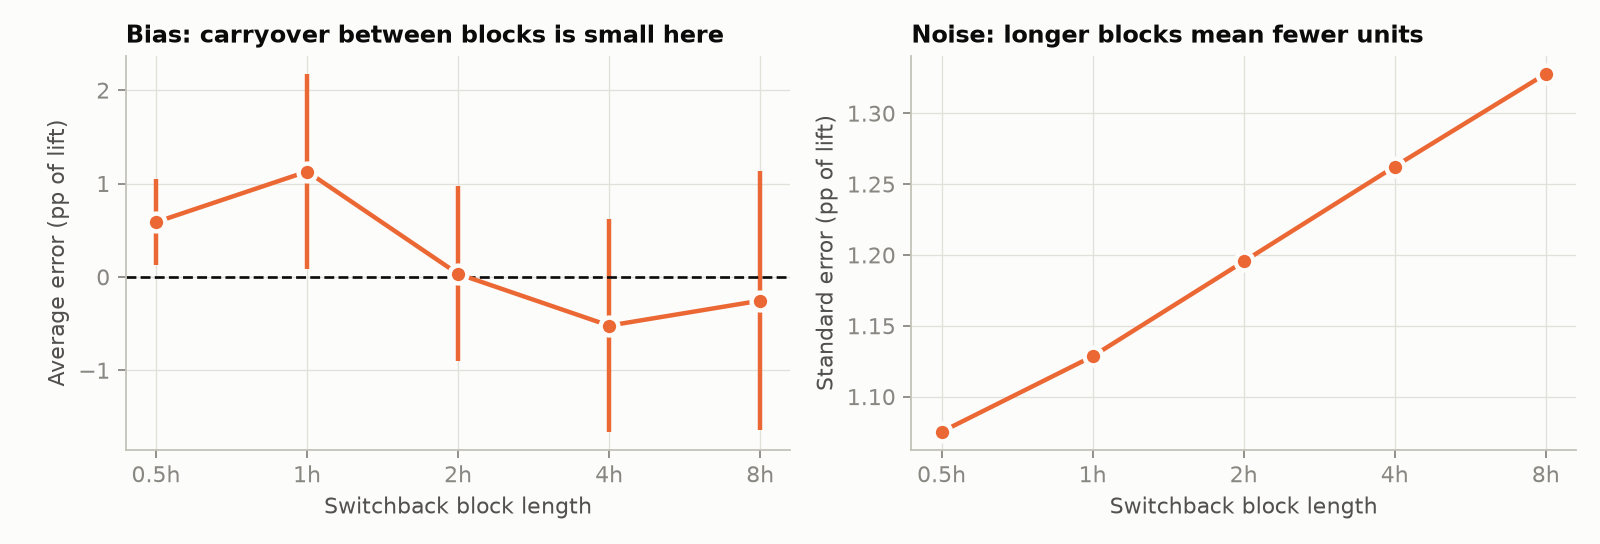 Bias: carryover between blocks is small here
Average error (pp of lift)
2
1
0
−1
0.5h 1h 2h 4h 8h
Switchback block length
Noise: longer blocks mean fewer units
Standard error (pp of lift)
1.30
1.25
1.20
1.15
1.10
0.5h 1h 2h 4h 8h
Switchback block length